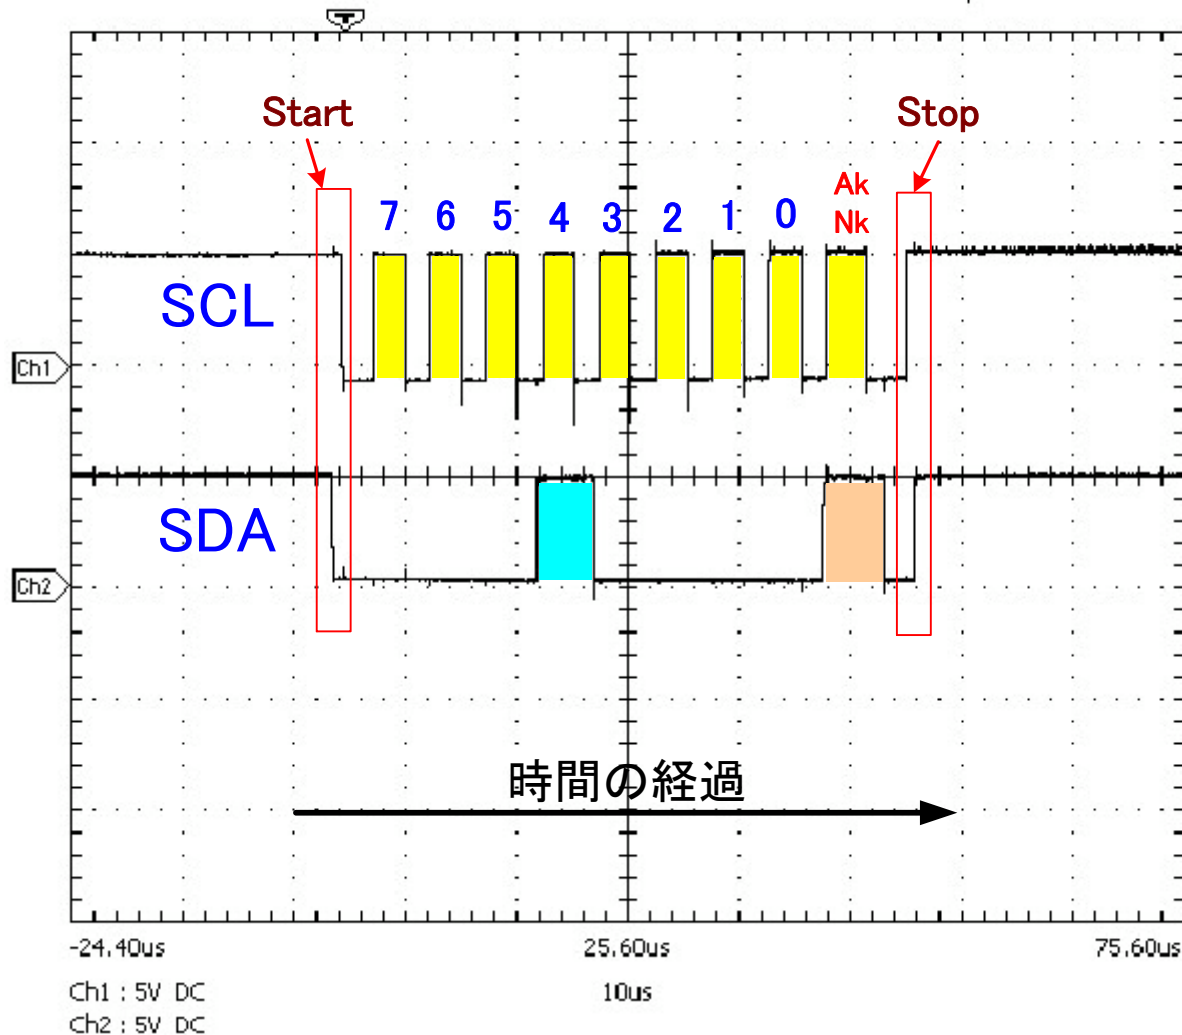 Start
Stop
7 6 5 4 3 2 1 0 Ak
Nk
SCL
Ch1
SDA
Ch2
時間の経過
-24.40us 25.60us 75.60us
Ch1 : 5V DC 10us
Ch2 : 5V DC